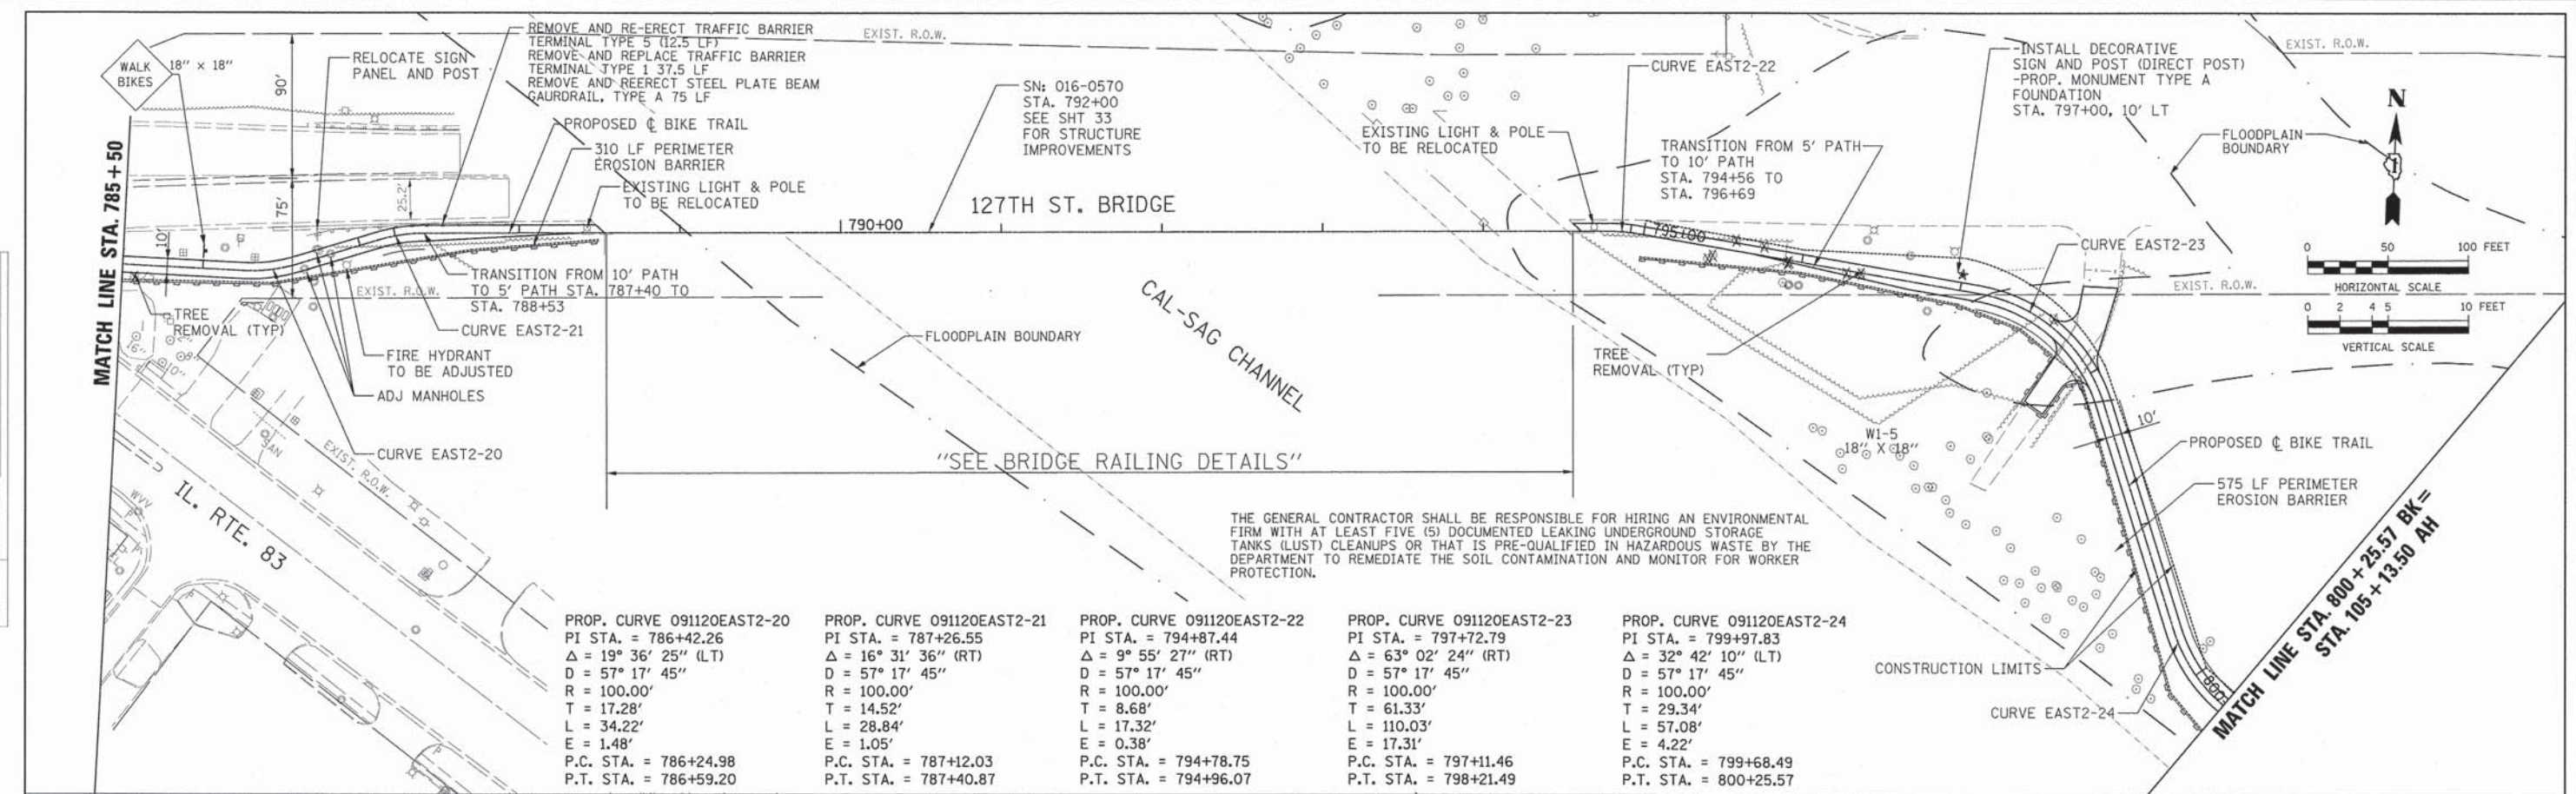 WALK
BIKES
18" × 18"
90'
RELOCATE SIGN
PANEL AND POST
REMOVE AND RE-ERECT TRAFFIC BARRIER
TERMINAL TYPE 5 (12.5 LF)
REMOVE AND REPLACE TRAFFIC BARRIER
TERMINAL TYPE 1 37.5 LF
REMOVE AND REERECT STEEL PLATE BEAM
GAURDRAIL, TYPE A 75 LF
EXIST. R.O.W.
PROPOSED ℄ BIKE TRAIL
310 LF PERIMETER
EROSION BARRIER
EXISTING LIGHT & POLE
TO BE RELOCATED
SN: 016-0570
STA. 792+00
SEE SHT 33
FOR STRUCTURE
IMPROVEMENTS
127TH ST. BRIDGE
790+00
MATCH LINE STA. 785+50
75'
25.2'
10'
EXIST. R.O.W.
TRANSITION FROM 10' PATH
TO 5' PATH STA. 787+40 TO
STA. 788+53
CURVE EAST2-21
TREE
REMOVAL (TYP)
16"
8"
10"
FIRE HYDRANT
TO BE ADJUSTED
ADJ MANHOLES
CURVE EAST2-20
SAN
EXIST. R.O.W.
WVV
IL. RTE. 83
FLOODPLAIN BOUNDARY
CAL-SAG CHANNEL
"SEE BRIDGE RAILING DETAILS"
CURVE EAST2-22
EXISTING LIGHT & POLE
TO BE RELOCATED
TRANSITION FROM 5' PATH
TO 10' PATH
STA. 794+56 TO
STA. 796+69
795+00
-INSTALL DECORATIVE
SIGN AND POST (DIRECT POST)
-PROP. MONUMENT TYPE A
FOUNDATION
STA. 797+00, 10' LT
EXIST. R.O.W.
FLOODPLAIN
BOUNDARY
N
0 50 100 FEET
HORIZONTAL SCALE
0 2 4 5 10 FEET
VERTICAL SCALE
CURVE EAST2-23
EXIST. R.O.W.
TREE
REMOVAL (TYP)
W1-5
18" X 18"
10'
PROPOSED ℄ BIKE TRAIL
575 LF PERIMETER
EROSION BARRIER
CONSTRUCTION LIMITS
CURVE EAST2-24
800
MATCH LINE STA. 800+25.57 BK=
STA. 105+13.50 AH
THE GENERAL CONTRACTOR SHALL BE RESPONSIBLE FOR HIRING AN ENVIRONMENTAL
FIRM WITH AT LEAST FIVE (5) DOCUMENTED LEAKING UNDERGROUND STORAGE
TANKS (LUST) CLEANUPS OR THAT IS PRE-QUALIFIED IN HAZARDOUS WASTE BY THE
DEPARTMENT TO REMEDIATE THE SOIL CONTAMINATION AND MONITOR FOR WORKER
PROTECTION.
PROP. CURVE 091120EAST2-20
PI STA. = 786+42.26
Δ = 19° 36' 25" (LT)
D = 57° 17' 45"
R = 100.00'
T = 17.28'
L = 34.22'
E = 1.48'
P.C. STA. = 786+24.98
P.T. STA. = 786+59.20
PROP. CURVE 091120EAST2-21
PI STA. = 787+26.55
Δ = 16° 31' 36" (RT)
D = 57° 17' 45"
R = 100.00'
T = 14.52'
L = 28.84'
E = 1.05'
P.C. STA. = 787+12.03
P.T. STA. = 787+40.87
PROP. CURVE 091120EAST2-22
PI STA. = 794+87.44
Δ = 9° 55' 27" (RT)
D = 57° 17' 45"
R = 100.00'
T = 8.68'
L = 17.32'
E = 0.38'
P.C. STA. = 794+78.75
P.T. STA. = 794+96.07
PROP. CURVE 091120EAST2-23
PI STA. = 797+72.79
Δ = 63° 02' 24" (RT)
D = 57° 17' 45"
R = 100.00'
T = 61.33'
L = 110.03'
E = 17.31'
P.C. STA. = 797+11.46
P.T. STA. = 798+21.49
PROP. CURVE 091120EAST2-24
PI STA. = 799+97.83
Δ = 32° 42' 10" (LT)
D = 57° 17' 45"
R = 100.00'
T = 29.34'
L = 57.08'
E = 4.22'
P.C. STA. = 799+68.49
P.T. STA. = 800+25.57